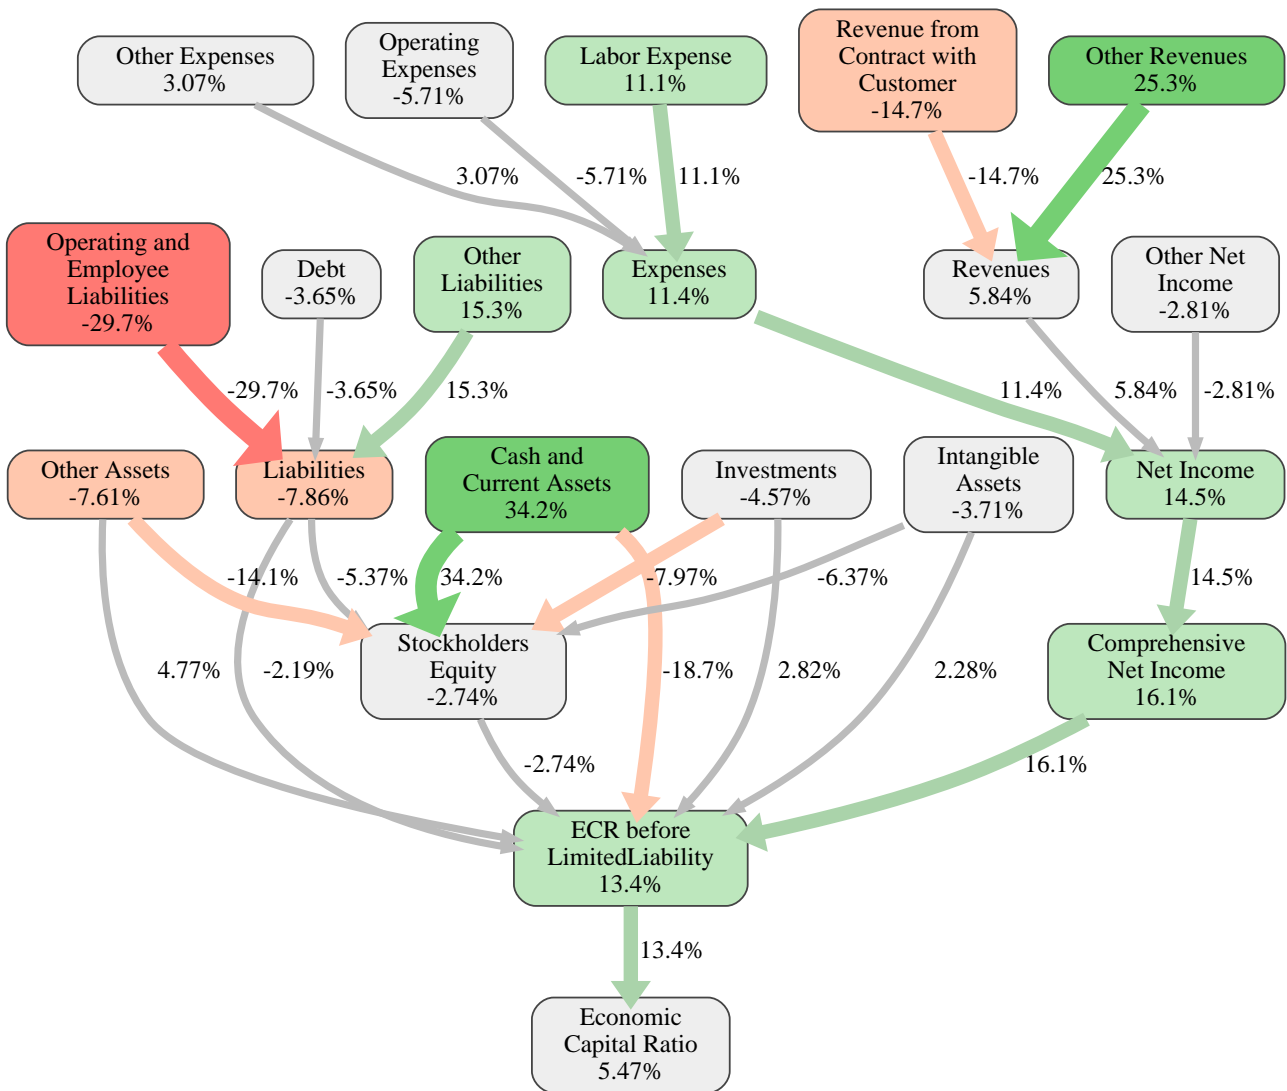 Other Expenses
3.07%
Operating
Expenses
-5.71%
Labor Expense
11.1%
Revenue from
Contract with
Customer
-14.7%
Other Revenues
25.3%
3.07%
-5.71%
11.1%
-14.7%
25.3%
Operating and
Employee
Liabilities
-29.7%
Debt
-3.65%
Other
Liabilities
15.3%
Expenses
11.4%
Revenues
5.84%
Other Net
Income
-2.81%
-29.7%
-3.65%
15.3%
11.4%
5.84%
-2.81%
Other Assets
-7.61%
Liabilities
-7.86%
Cash and
Current Assets
34.2%
Investments
-4.57%
Intangible
Assets
-3.71%
Net Income
14.5%
-14.1%
-5.37%
34.2%
-7.97%
-6.37%
14.5%
Stockholders
Equity
-2.74%
Comprehensive
Net Income
16.1%
4.77%
-2.19%
-18.7%
2.82%
2.28%
-2.74%
16.1%
ECR before
LimitedLiability
13.4%
13.4%
Economic
Capital Ratio
5.47%